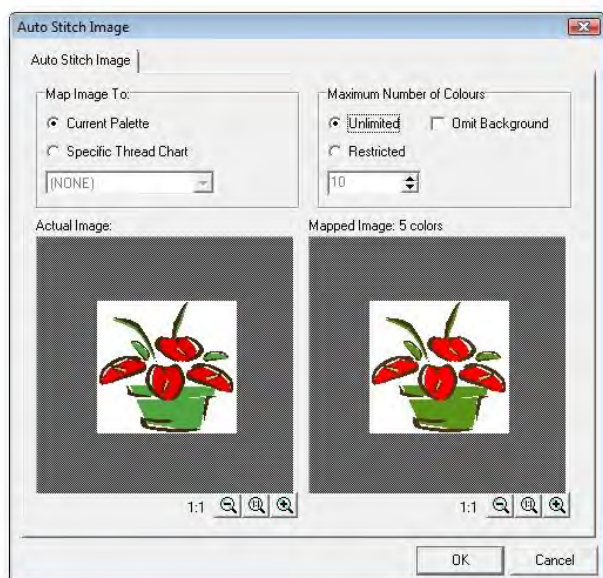 Auto Stitch Image
Auto Stitch Image
Map Image To:
Current Palette
Specific Thread Chart
(NONE)
Maximum Number of Colours
Unlimited
Omit Background
Restricted
10
Actual Image:
Mapped Image: 5 colors
1:1
1:1
OK
Cancel